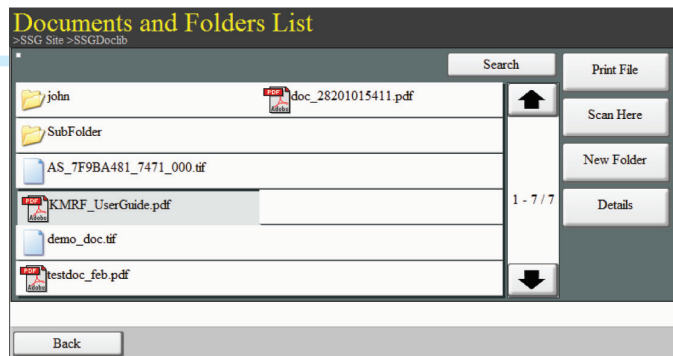 Documents and Folders List
>SSG Site >SSGDoclib
Search
Print File
john
doc_28201015411.pdf
Scan Here
SubFolder
New Folder
AS_7F9BA481_7471_000.tif
KMRF_UserGuide.pdf
1 - 7 / 7
Details
demo_doc.tif
testdoc_feb.pdf
Back